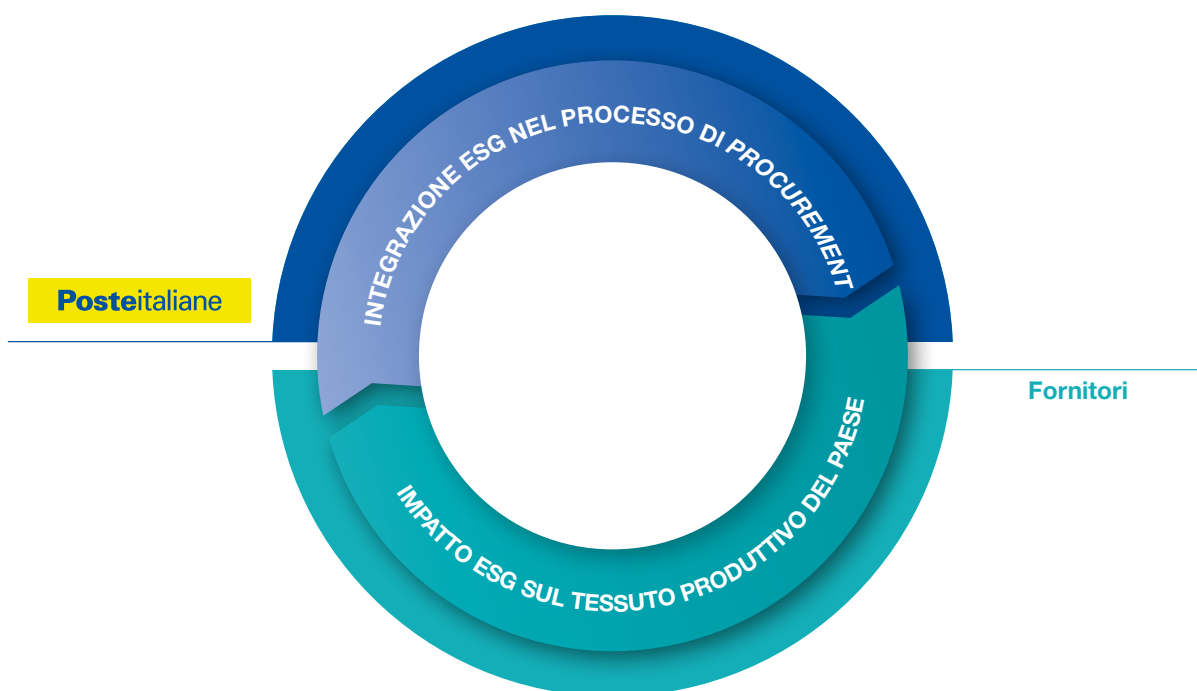 INTEGRAZIONE ESG NEL PROCESSO DI PROCUREMENT
Posteitaliane
Fornitori
IMPATTO ESG SUL TESSUTO PRODUTTIVO DEL PAESE